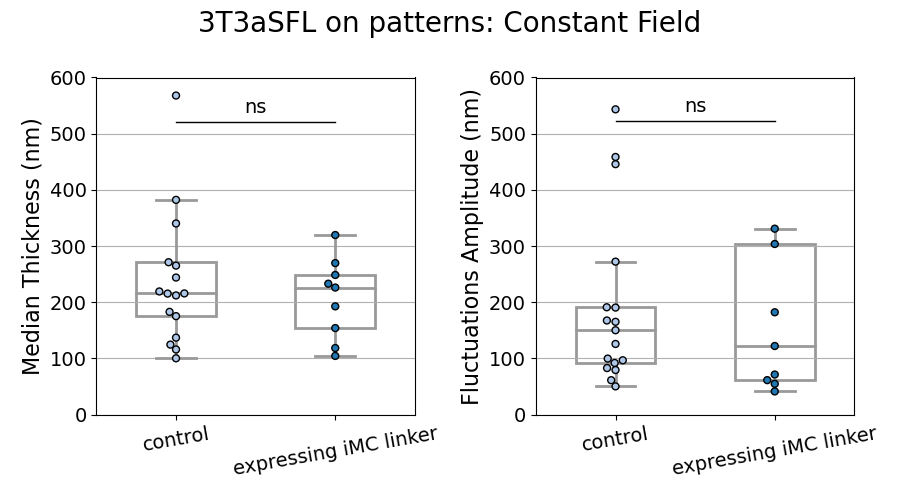 3T3aSFL on patterns: Constant Field
Median Thickness (nm)
600
500
400
300
200
100
0
ns
control
expressing iMC linker
Fluctuations Amplitude (nm)
600
500
400
300
200
100
0
ns
control
expressing iMC linker